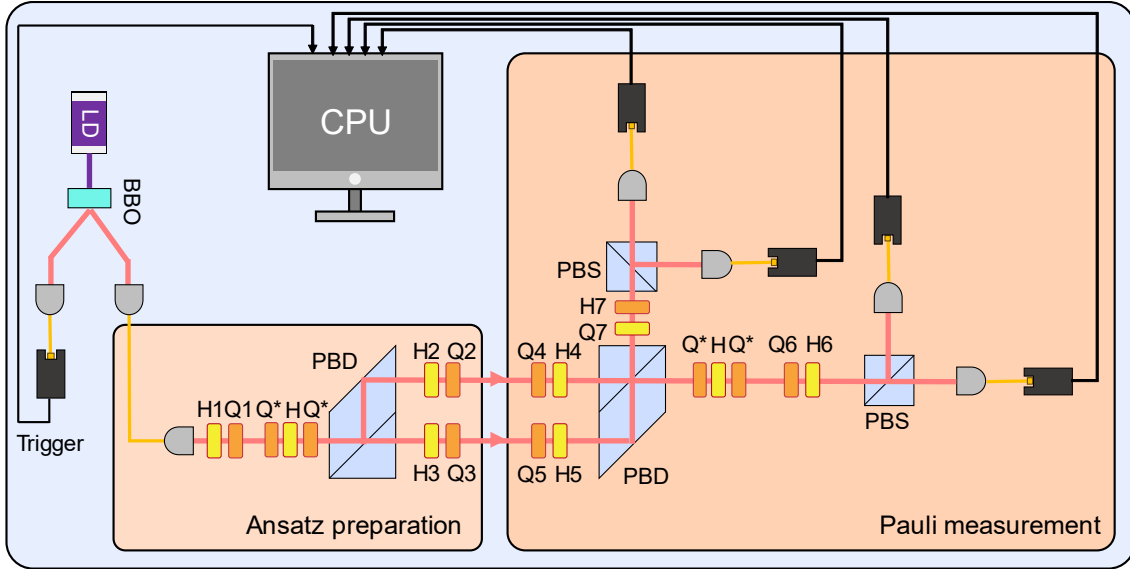 CPU
LD
BBO
PBS
H7
Q7
PBD
H2 Q2
Q4 H4
Q* H Q*
Q6 H6
PBS
H1 Q1 Q* H Q*
Trigger
H3 Q3
Q5 H5
PBD
Ansatz preparation
Pauli measurement